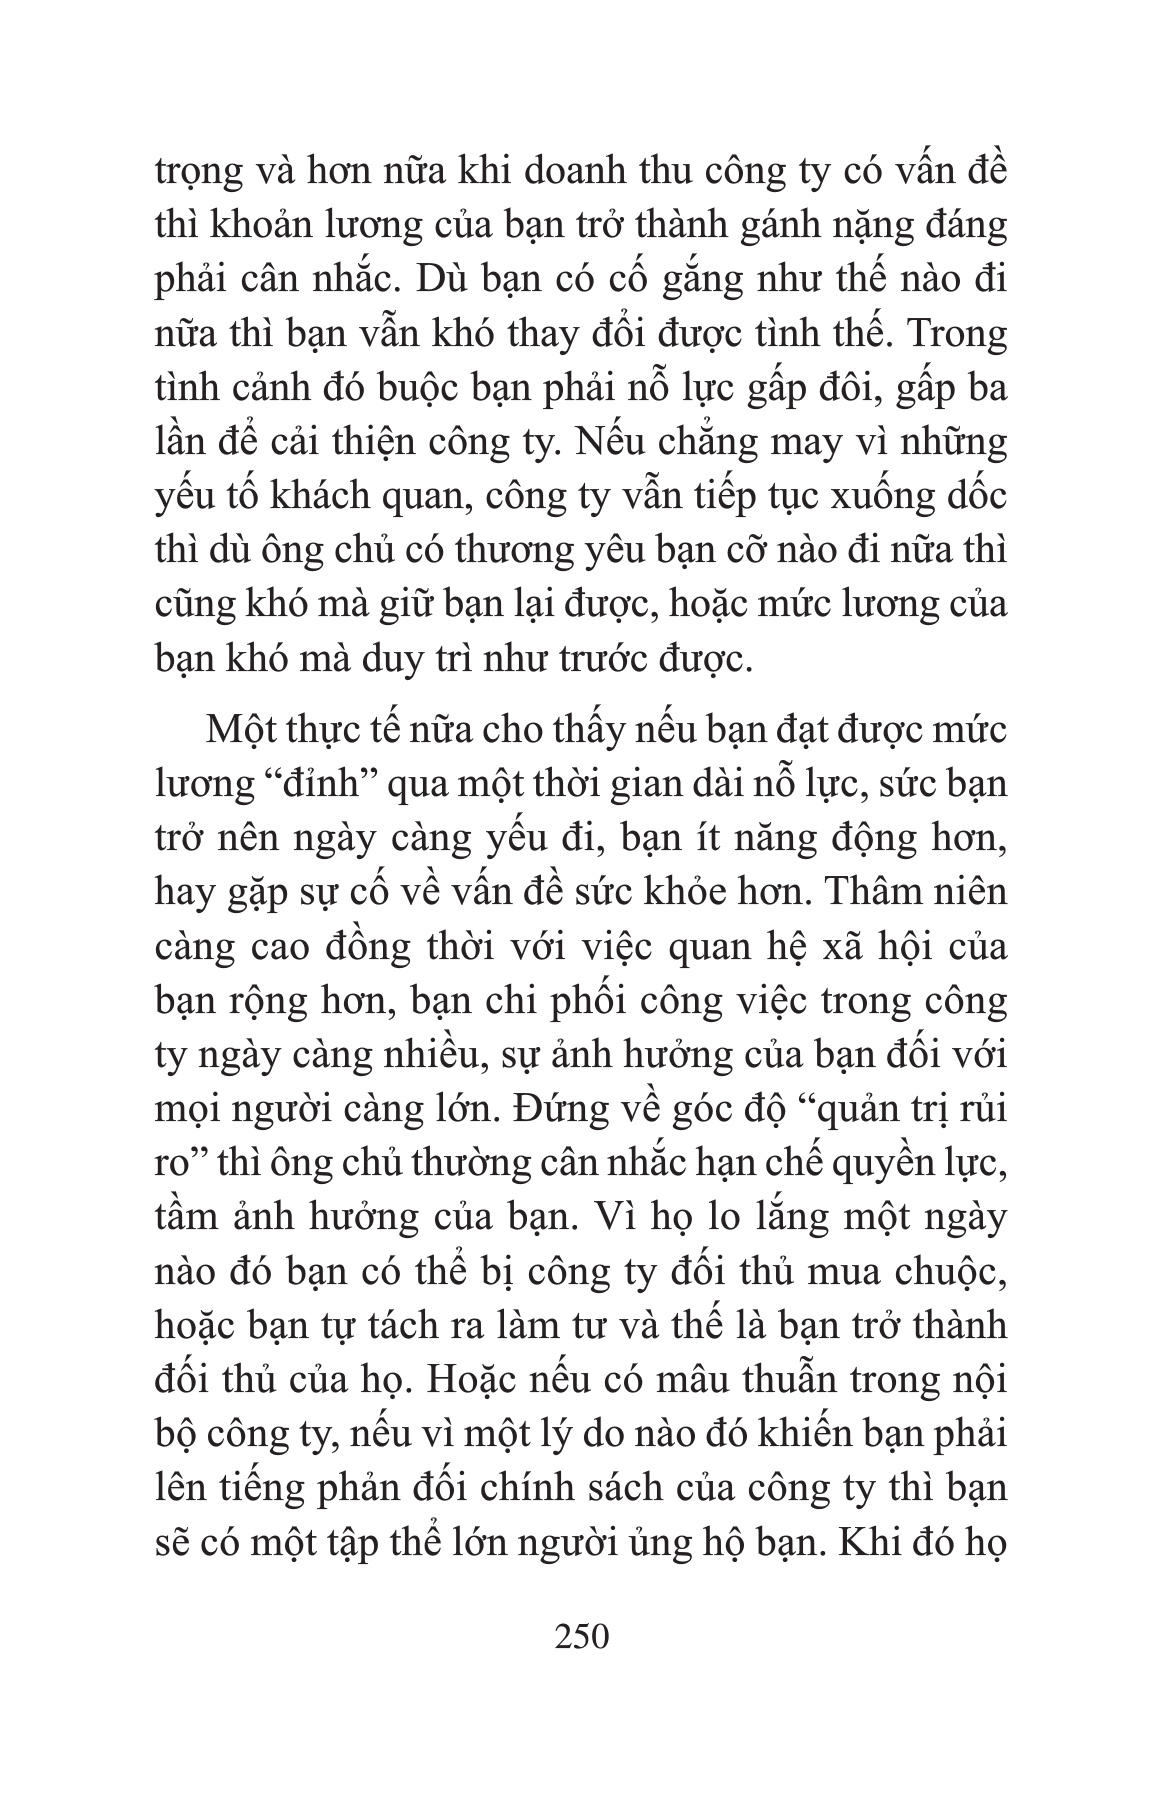 trọng và hơn nữa khi doanh thu công ty có vấn đề
thì khoản lương của bạn trở thành gánh nặng đáng
phải cân nhắc. Dù bạn có cố gắng như thế nào đi
nữa thì bạn vẫn khó thay đổi được tình thế. Trong
tình cảnh đó buộc bạn phải nỗ lực gấp đôi, gấp ba
lần để cải thiện công ty. Nếu chẳng may vì những
yếu tố khách quan, công ty vẫn tiếp tục xuống dốc
thì dù ông chủ có thương yêu bạn cỡ nào đi nữa thì
cũng khó mà giữ bạn lại được, hoặc mức lương của
bạn khó mà duy trì như trước được.
Một thực tế nữa cho thấy nếu bạn đạt được mức
lương “đỉnh” qua một thời gian dài nỗ lực, sức bạn
trở nên ngày càng yếu đi, bạn ít năng động hơn,
hay gặp sự cố về vấn đề sức khỏe hơn. Thâm niên
càng cao đồng thời với việc quan hệ xã hội của
bạn rộng hơn, bạn chi phối công việc trong công
ty ngày càng nhiều, sự ảnh hưởng của bạn đối với
mọi người càng lớn. Đứng về góc độ “quản trị rủi
ro” thì ông chủ thường cân nhắc hạn chế quyền lực,
tầm ảnh hưởng của bạn. Vì họ lo lắng một ngày
nào đó bạn có thể bị công ty đối thủ mua chuộc,
hoặc bạn tự tách ra làm tư và thế là bạn trở thành
đối thủ của họ. Hoặc nếu có mâu thuẫn trong nội
bộ công ty, nếu vì một lý do nào đó khiến bạn phải
lên tiếng phản đối chính sách của công ty thì bạn
sẽ có một tập thể lớn người ủng hộ bạn. Khi đó họ
250